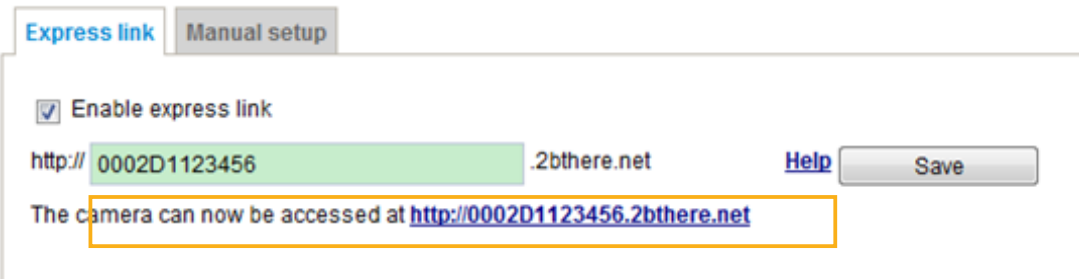 Express link Manual setup
Enable express link
http:// 0002D1123456 .2bthere.net Help Save
The camera can now be accessed at http://0002D1123456.2bthere.net